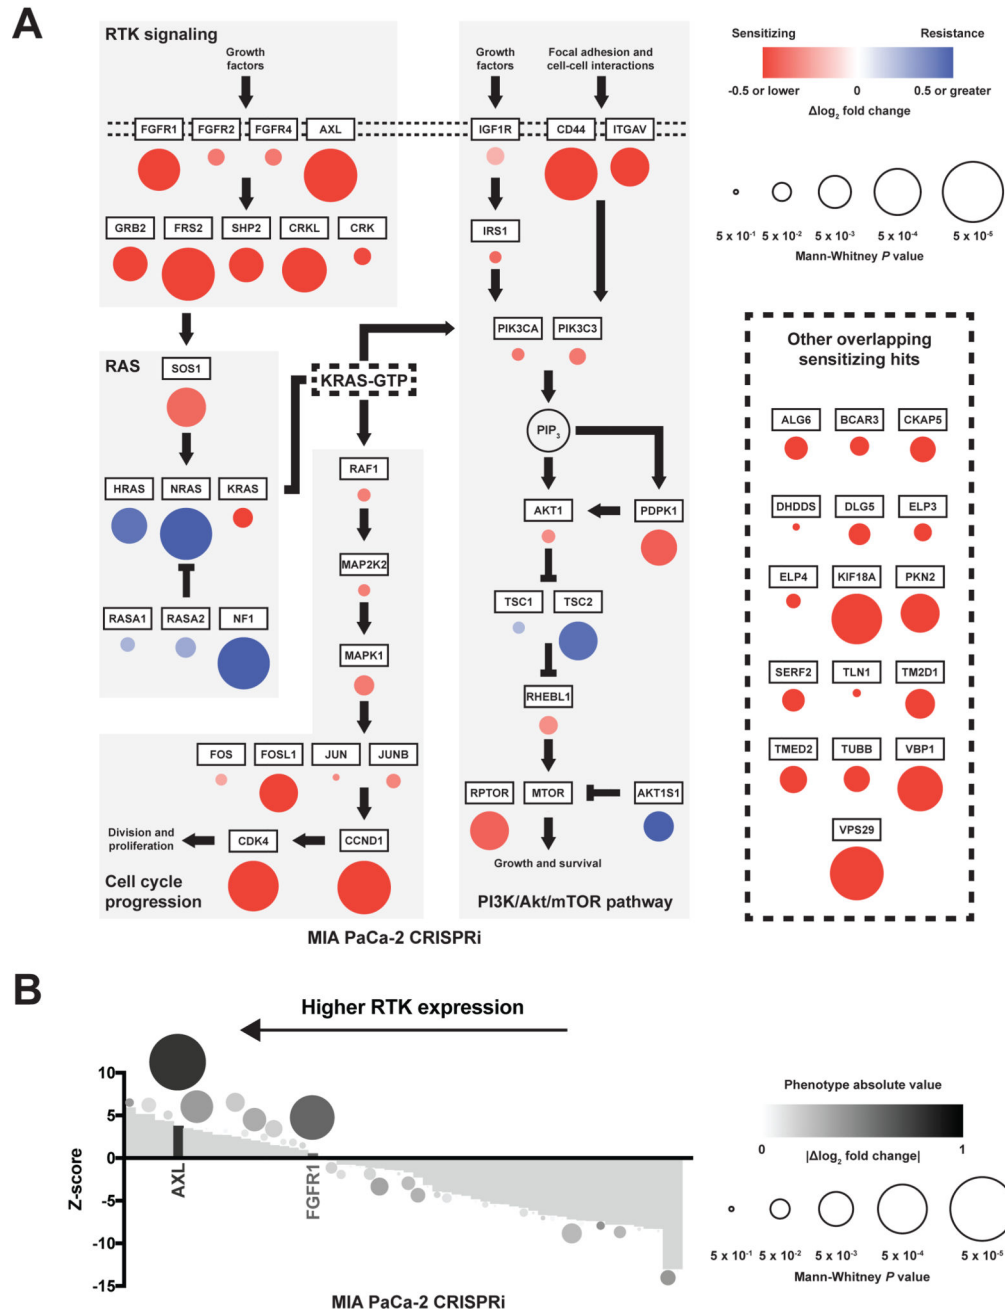 A
RTK signaling
Growth
factors
FGFR1 FGFR2 FGFR4 AXL
GRB2 FRS2 SHP2 CRKL CRK
RAS
SOS1
KRAS-GTP
HRAS NRAS KRAS
RASA1 RASA2 NF1
RAF1
MAP2K2
MAPK1
FOS FOSL1 JUN JUNB
Division and
proliferation
CDK4 CCND1
Cell cycle
progression
Growth
factors
Focal adhesion and
cell-cell interactions
IGF1R CD44 ITGAV
IRS1
PIK3CA PIK3C3
PIP3
AKT1 PDPK1
TSC1 TSC2
RHEBL1
RPTOR MTOR AKT1S1
Growth and survival
PI3K/Akt/mTOR pathway
MIA PaCa-2 CRISPRi
Sensitizing Resistance
-0.5 or lower 0 0.5 or greater
Δlog2 fold change
5 x 10-1 5 x 10-2 5 x 10-3 5 x 10-4 5 x 10-5
Mann-Whitney P value
Other overlapping
sensitizing hits
ALG6 BCAR3 CKAP5
DHDDS DLG5 ELP3
ELP4 KIF18A PKN2
SERF2 TLN1 TM2D1
TMED2 TUBB VBP1
VPS29
B
Higher RTK expression
Z-score
10
5
0
-5
-10
-15
AXL
FGFR1
MIA PaCa-2 CRISPRi
Phenotype absolute value
0 1
|Δlog2 fold change|
5 x 10-1 5 x 10-2 5 x 10-3 5 x 10-4 5 x 10-5
Mann-Whitney P value